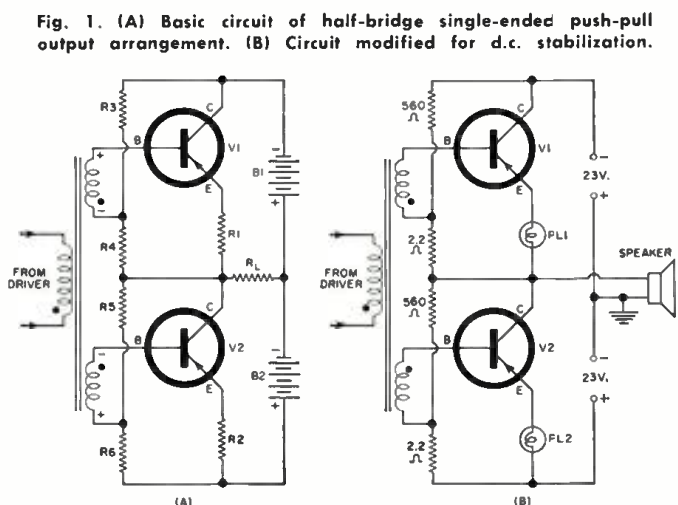 Fig. 1. (A) Basic circuit of half-bridge single-ended push-pull
output arrangement. (B) Circuit modified for d.c. stabilization.
R3
C
B
V1
E
B1
+
-
+
-
R1
R4
FROM
DRIVER
RL
R5
C
B
V2
E
B2
-
+
-
+
R6
R2
(A)
560
Ω
C
B
V1
E
-
23V.
+
PL1
2.2
Ω
SPEAKER
FROM
DRIVER
560
Ω
C
B
V2
E
-
23V.
+
PL2
2.2
Ω
(B)